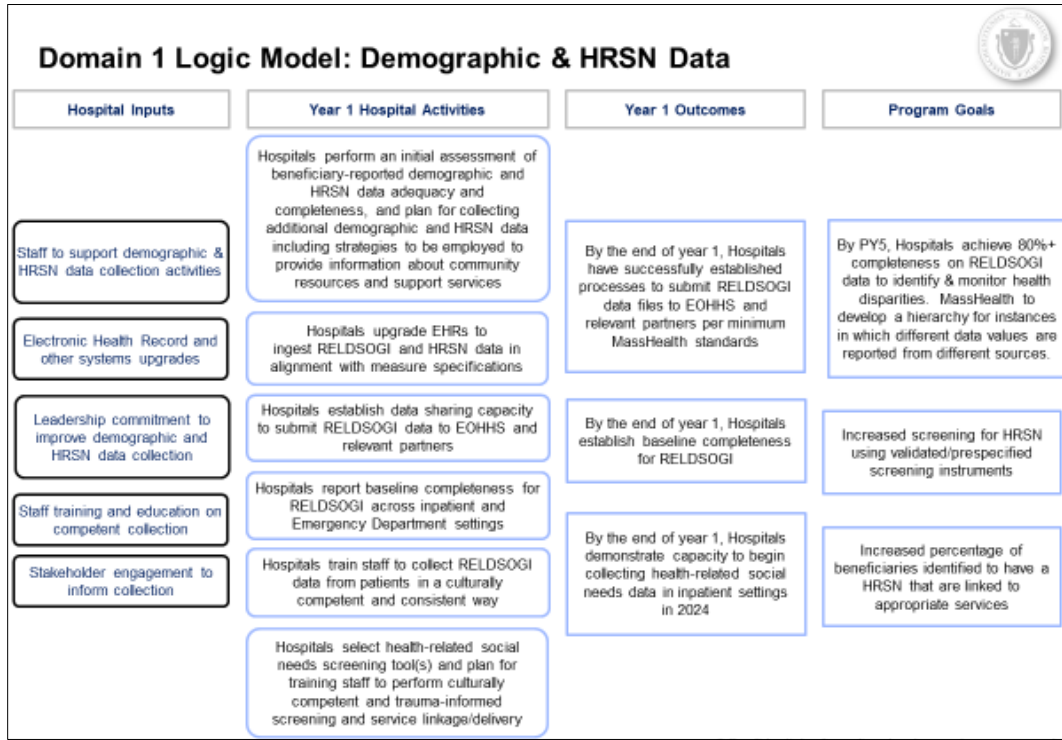 Domain 1 Logic Model: Demographic & HRSN Data
Hospital Inputs
Staff to support demographic &
HRSN data collection activities
Electronic Health Record and
other systems upgrades
Leadership commitment to
improve demographic and
HRSN data collection
Staff training and education on
competent collection
Stakeholder engagement to
inform collection
Year 1 Hospital Activities
Hospitals perform an initial assessment of
beneficiary-reported demographic and
HRSN data adequacy and
completeness, and plan for collecting
additional demographic and HRSN data
including strategies to be employed to
provide information about community
resources and support services
Hospitals upgrade EHRs to
ingest RELDSOGI and HRSN data in
alignment with measure specifications
Hospitals establish data sharing capacity
to submit RELDSOGI data to EOHHS and
relevant partners
Hospitals report baseline completeness for
RELDSOGI across inpatient and
Emergency Department settings
Hospitals train staff to collect RELDSOGI
data from patients in a culturally
competent and consistent way
Hospitals select health-related social
needs screening tool(s) and plan for
training staff to perform culturally
competent and trauma-informed
screening and service linkage/delivery
Year 1 Outcomes
By the end of year 1, Hospitals
have successfully established
processes to submit RELDSOGI
data files to EOHHS and
relevant partners per minimum
MassHealth standards
By the end of year 1, Hospitals
establish baseline completeness
for RELDSOGI
By the end of year 1, Hospitals
demonstrate capacity to begin
collecting health-related social
needs data in inpatient settings
in 2024
Program Goals
By PY5, Hospitals achieve 80%+
completeness on RELDSOGI
data to identify & monitor health
disparities. MassHealth to
develop a hierarchy for instances
in which different data values are
reported from different sources.
Increased screening for HRSN
using validated/prespecified
screening instruments
Increased percentage of
beneficiaries identified to have a
HRSN that are linked to
appropriate services